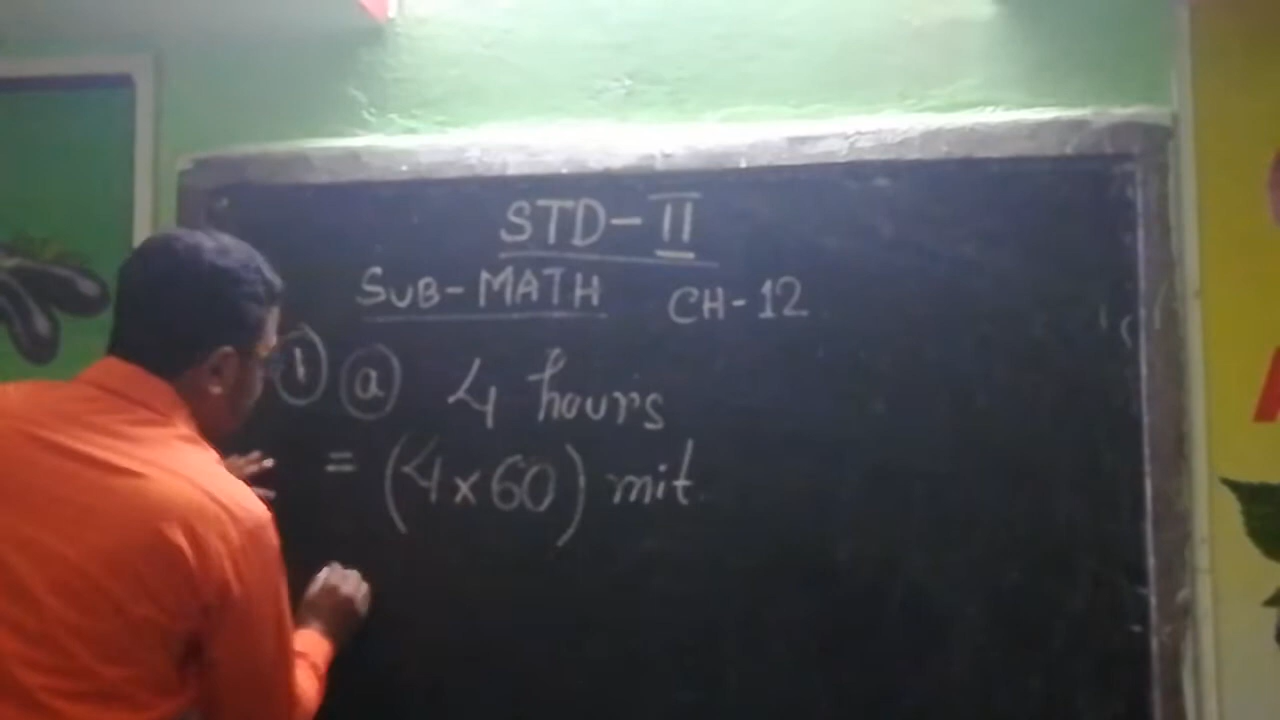 STD-II
SUB-MATH CH-12
① ⓐ 4 hours
= (4×60) mit